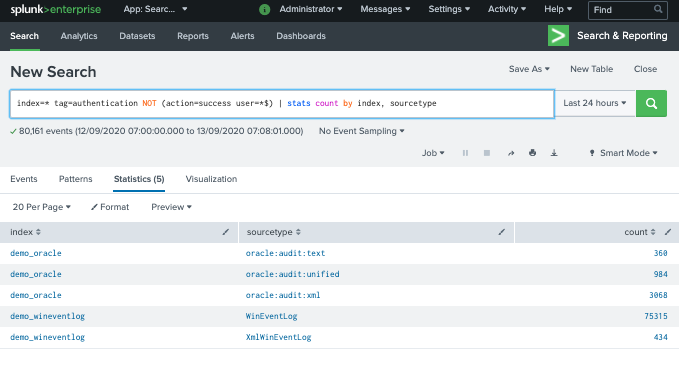 splunk>enterprise App: Searc... i Administrator Messages Settings Activity Help Find
Search Analytics Datasets Reports Alerts Dashboards > Search & Reporting
New Search Save As New Table Close
index=* tag=authentication NOT (action=success user=*$) | stats count by index, sourcetype Last 24 hours
80,161 events (12/09/2020 07:00:00.000 to 13/09/2020 07:08:01.000) No Event Sampling
Job Smart Mode
Events Patterns Statistics (5) Visualization
20 Per Page Format Preview
index sourcetype count
demo_oracle oracle:audit:text 360
demo_oracle oracle:audit:unified 984
demo_oracle oracle:audit:xml 3068
demo_wineventlog WinEventLog 75315
demo_wineventlog XmlWinEventLog 434